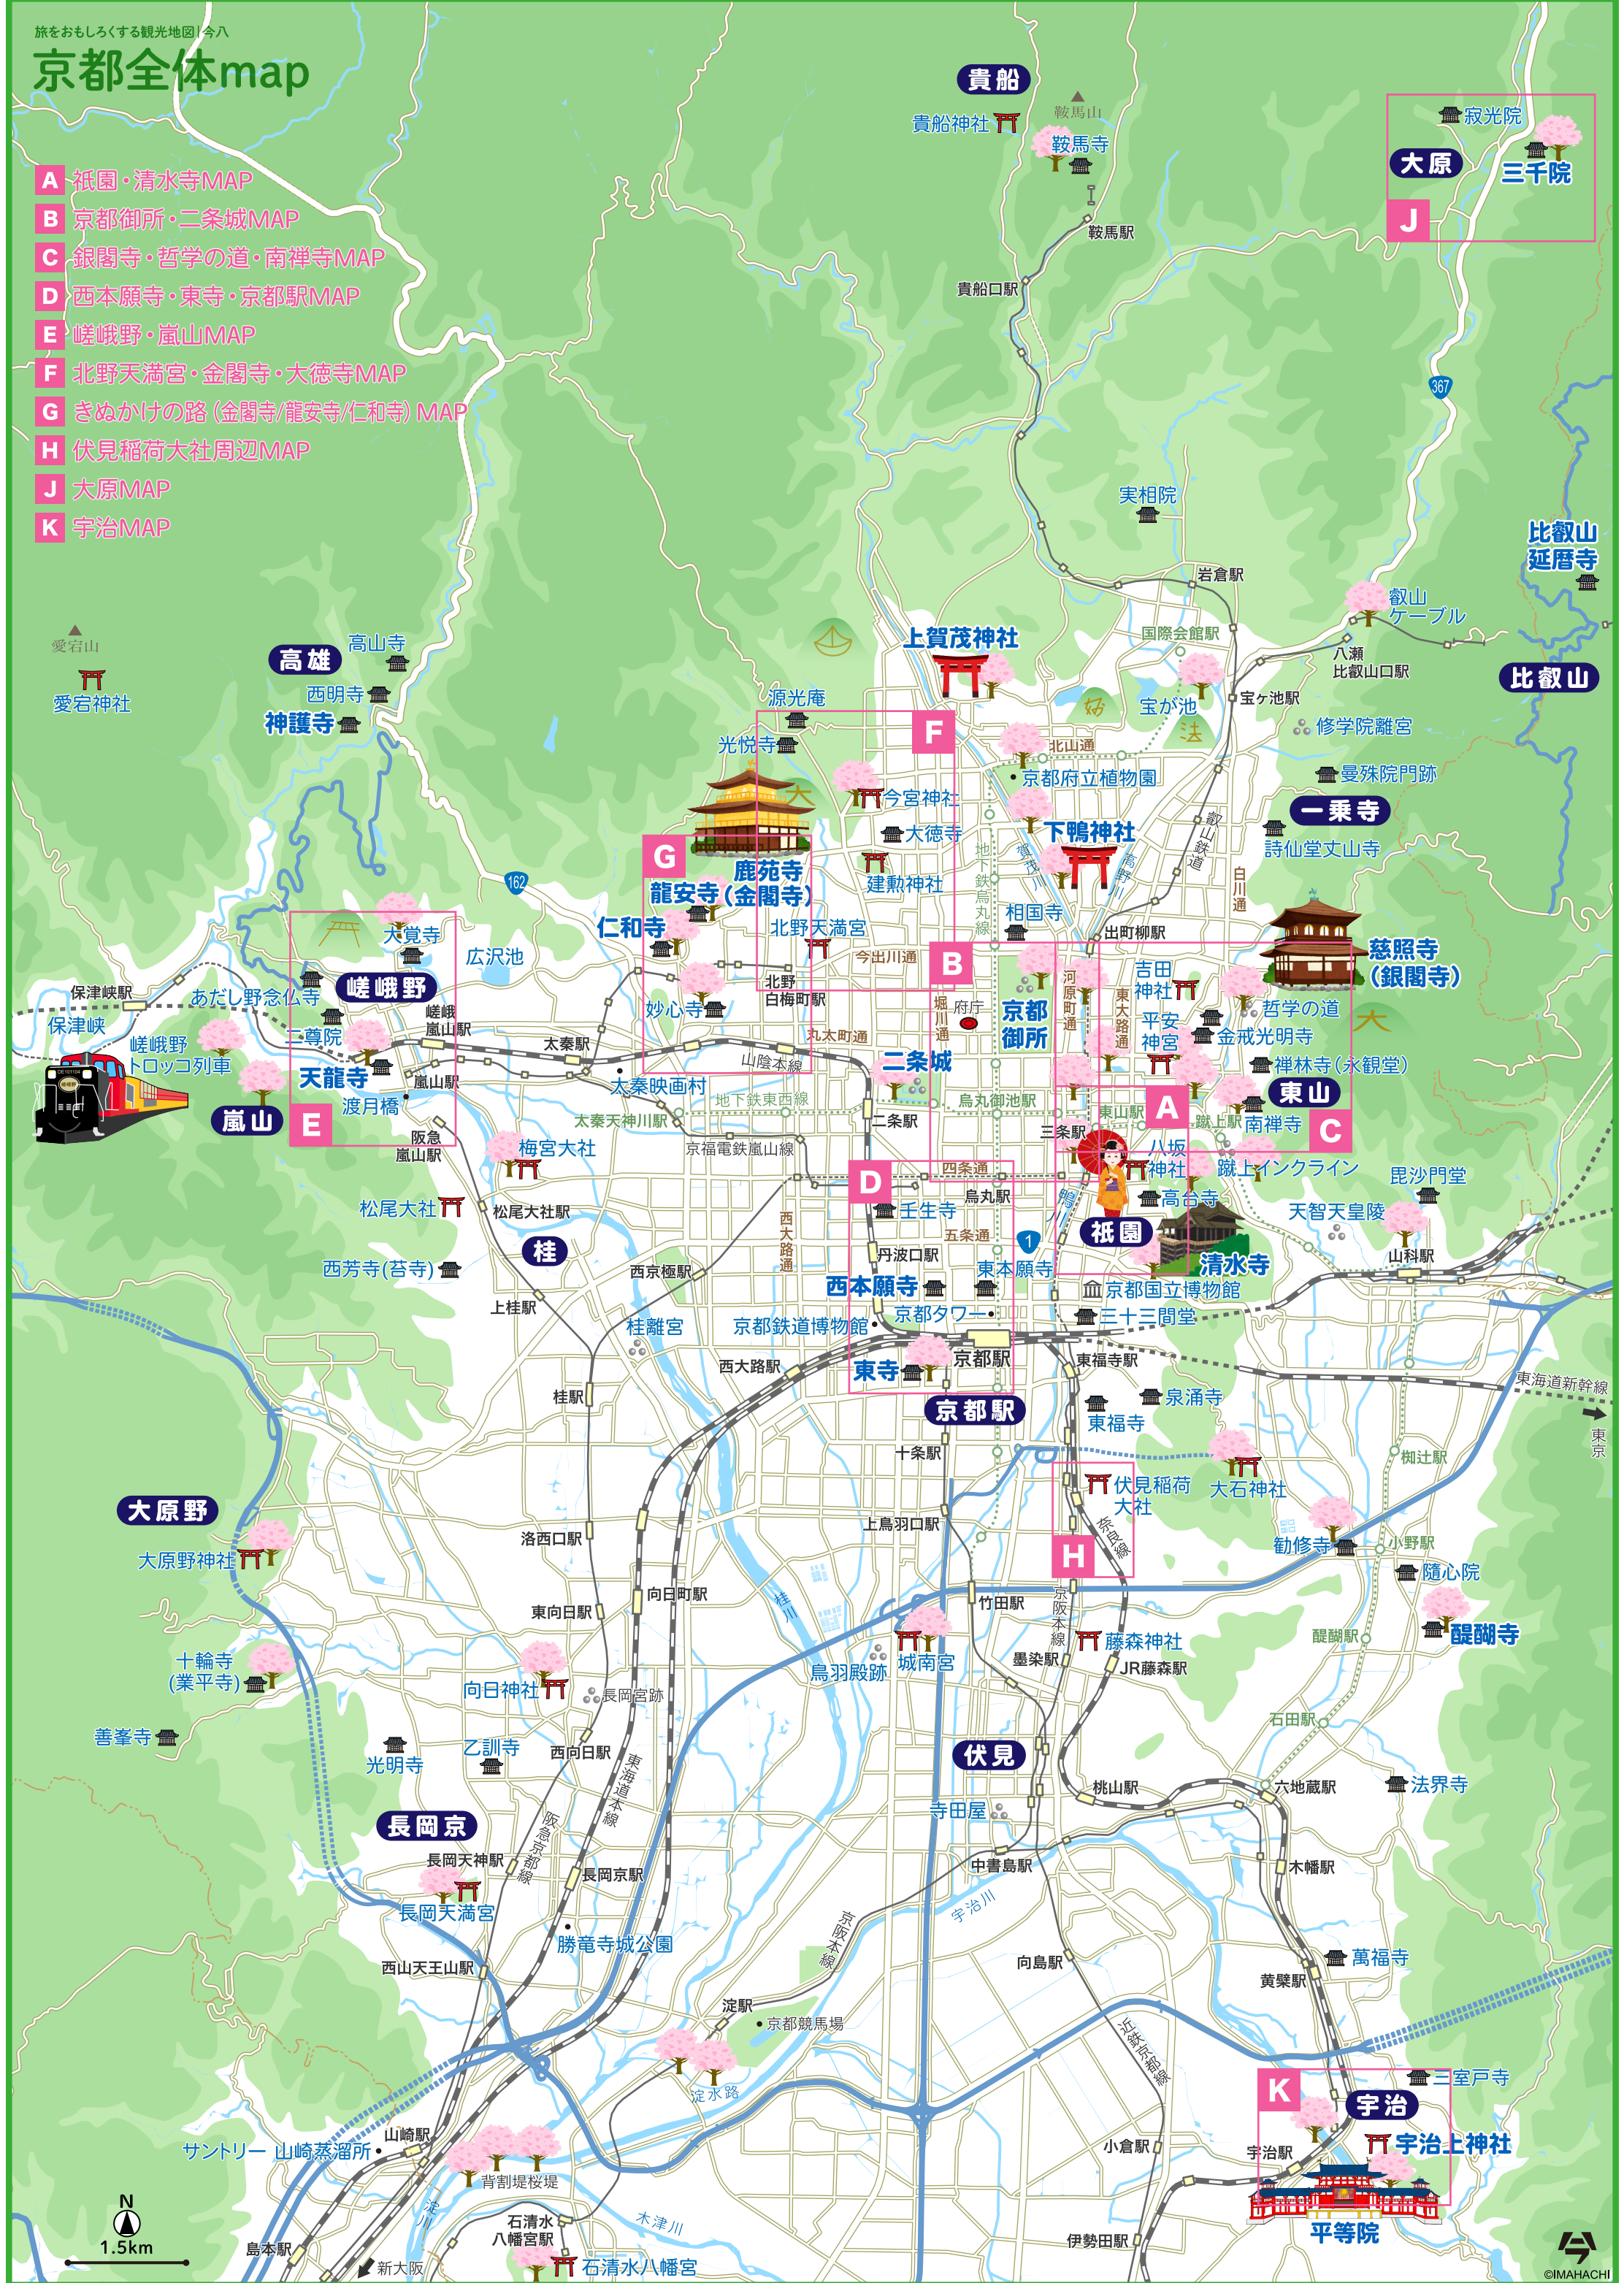 旅をおもしろくする観光地図|今八
京都全体map
A 祇園・清水寺MAP
B 京都御所・二条城MAP
C 銀閣寺・哲学の道・南禅寺MAP
D 西本願寺・東寺・京都駅MAP
E 嵯峨野・嵐山MAP
F 北野天満宮・金閣寺・大徳寺MAP
G きぬかけの路(金閣寺/龍安寺/仁和寺)MAP
H 伏見稲荷大社周辺MAP
J 大原MAP
K 宇治MAP
貴船
貴船神社
鞍馬山
鞍馬寺
鞍馬駅
貴船口駅
寂光院
大原
三千院
J
367
実相院
比叡山
延暦寺
岩倉駅
叡山
ケーブル
国際会館駅
八瀬
比叡山口駅
比叡山
愛宕山
愛宕神社
高山寺
高雄
西明寺
神護寺
上賀茂神社
宝が池
宝ヶ池駅
好
法
修学院離宮
源光庵
光悦寺
F
北山通
京都府立植物園
曼殊院門跡
一乗寺
詩仙堂丈山寺
大
今宮神社
大徳寺
建勲神社
下鴨神社
叡山鉄道
白川通
地下鉄烏丸線
賀茂川
高野川
G
鹿苑寺
(金閣寺)
龍安寺
仁和寺
北野天満宮
相国寺
出町柳駅
162
大覚寺
広沢池
嵯峨野
あだし野念仏寺
保津峡駅
保津峡
嵯峨野
トロッコ列車
二尊院
嵯峨
嵐山駅
天龍寺
嵐山駅
渡月橋
嵐山
E
阪急
嵐山駅
太秦駅
太秦映画村
太秦天神川駅
妙心寺
北野
白梅町駅
今出川通
丸太町通
山陰本線
地下鉄東西線
京福電鉄嵐山線
B
堀川通
府庁
京都
御所
河原町通
東大路通
吉田
神社
平安
神宮
慈照寺
(銀閣寺)
哲学の道
大
金戒光明寺
禅林寺(永観堂)
東山
南禅寺
C
二条城
二条駅
烏丸御池駅
東山駅
A
蹴上駅
三条駅
八坂
神社
蹴上インクライン
毘沙門堂
四条通
烏丸駅
D
壬生寺
高台寺
祇園
鴨川
清水寺
天智天皇陵
山科駅
梅宮大社
松尾大社
松尾大社駅
桂
西芳寺(苔寺)
上桂駅
西京極駅
西大路通
丹波口駅
五条通
1
東本願寺
西本願寺
京都タワー
京都鉄道博物館
京都国立博物館
三十三間堂
桂離宮
西大路駅
東寺
京都駅
京都駅
東福寺駅
東福寺
泉涌寺
東海道新幹線
東京
桂駅
十条駅
椥辻駅
大石神社
伏見稲荷
大社
H
奈良線
上鳥羽口駅
大原野
大原野神社
洛西口駅
勧修寺
小野駅
隨心院
向日町駅
東向日駅
桂川
竹田駅
京阪本線
醍醐寺
醍醐駅
藤森神社
墨染駅
JR藤森駅
城南宮
鳥羽殿跡
十輪寺
(業平寺)
善峯寺
向日神社
長岡宮跡
石田駅
光明寺
乙訓寺
西向日駅
東海道本線
伏見
寺田屋
桃山駅
六地蔵駅
法界寺
長岡京
長岡天神駅
阪急京都線
長岡京駅
長岡天満宮
中書島駅
木幡駅
宇治川
京阪本線
勝竜寺城公園
西山天王山駅
向島駅
黄檗駅
萬福寺
淀駅
京都競馬場
近鉄京都線
淀水路
K
三室戸寺
宇治
宇治上神社
宇治駅
平等院
小倉駅
伊勢田駅
山崎駅
サントリー 山崎蒸溜所
背割堤桜堤
淀川
木津川
石清水
八幡宮駅
石清水八幡宮
島本駅
新大阪
N
1.5km
©IMAHACHI